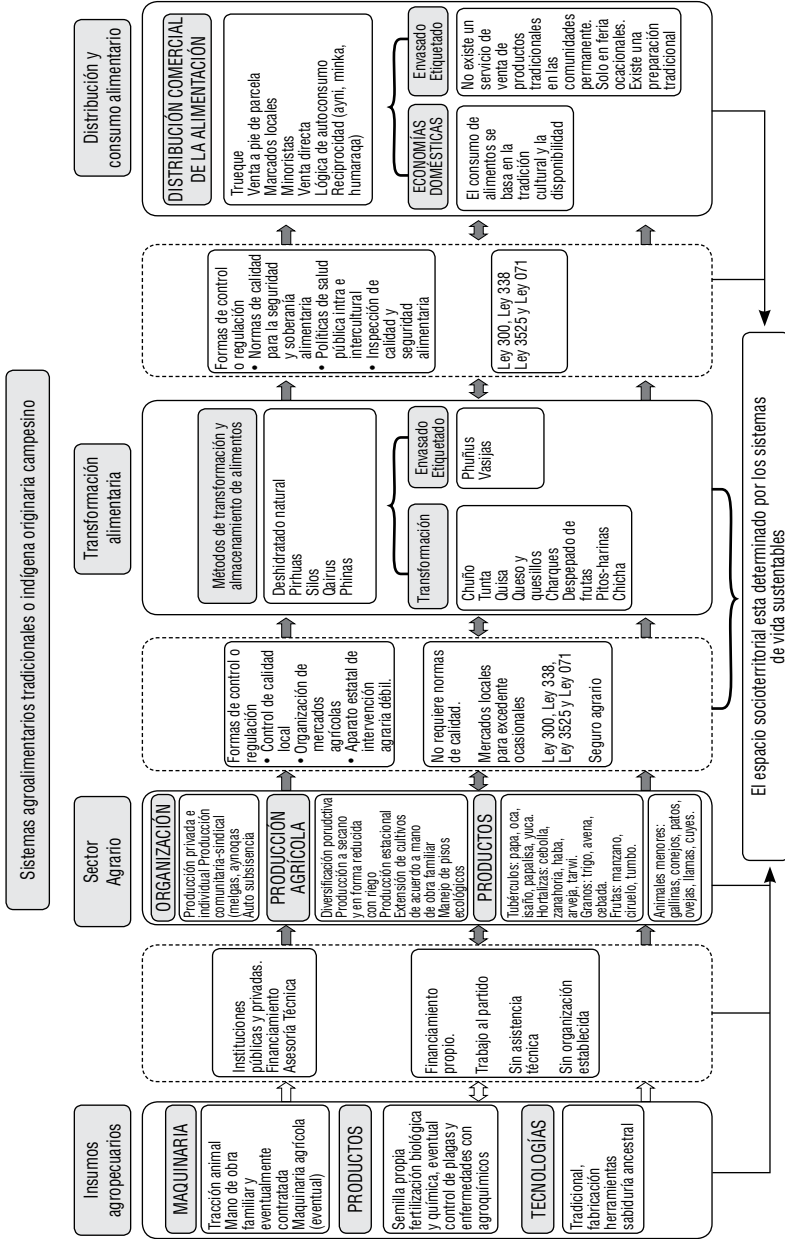 Sistemas agroalimentarios tradicionales o indígena originaria campesino
Insumos
agropecuarios
MAQUINARIA
Tracción animal
Mano de obra
familiar y
eventualmente
contratada
Maquinaria agrícola
(eventual)
PRODUCTOS
Semilla propia
fertilización biológica
y química, eventual
control de plagas y
enfermedades con
agroquímicos
TECNOLOGÍAS
Tradicional,
fabricación
herramientas
sabiduría ancestral
Instituciones
públicas y privadas.
Financiamiento
Asesoría Técnica
Financiamiento
propio.
Trabajo al partido
Sin asistencia
técnica
Sin organización
establecida
Sector
Agrario
ORGANIZACIÓN
Producción privada e
individual Producción
comunitaria-sindical
(melgas, aynoqas
Auto subsisencia
PRODUCCIÓN
AGRÍCOLA
Diversificación porudctiva
Producción a secano
y en forma reducida
con riego
Producción estacional
Extensión de cultivos
de acuerdo a mano
de obra familiar
Manejo de pisos
ecológicos
PRODUCTOS
Tubérculos: papa, oca,
isaño, papalisa, yuca.
Hortalizas: cebolla,
zanahoria, haba,
arveja, tarwi.
Granos: trigo, avena,
cebada.
Frutas: manzano,
ciruelo, tumbo.
Animales menores:
gallinas, conejos, patos,
ovejas, llamas, cuyes.
Formas de control o
regulación
• Control de calidad
local
• Organización de
mercados
agrícolas
• Aparato estatal de
intervención
agraria débil.
No requiere normas
de calidad.
Mercados locales
para excedente
ocasionales
Ley 300, Ley 338,
Ley 3525 y Ley 071
Seguro agrario
Transformación
alimentaria
Métodos de transformación y
almacenamiento de alimentos
Deshidratado natural
Pirhuas
Silos
Qairus
Phinas
Transformación
Chuño
Tunta
Quisa
Queso y
quesillos
Charques
Despepado de
frutas
Pitos-harinas
Chicha
Envasado
Etiquetado
Phuñus
Vasijas
Formas de control
o regulación
• Normas de calidad
para la seguridad
y soberanía
alimentaria
• Políticas de salud
pública intra e
intercultural
• Inspección de
calidad y
seguridad
alimentaria
Ley 300, Ley 338
Ley 3525 y Ley 071
Distribución y
consumo alimentario
DISTRIBUCIÓN COMERCIAL
DE LA ALIMENTACIÓN
Trueque
Venta a pie de parcela
Marcados locales
Minoristas
Venta directa
Lógica de autoconsumo
Reciprocidad (ayni, minka,
humaraqa)
ECONOMÍAS
DOMÉSTICAS
El consumo de
alimentos se
basa en la
tradición
cultural y la
disponibilidad
Envasado
Etiquetado
No existe un
servicio de
venta de
productos
tradicionales
en las
comunidades
permanente.
Solo en feria
ocacionales.
Existe una
preparación
tradicional
El espacio socioterritorial esta determinado por los sistemas
de vida sustentables